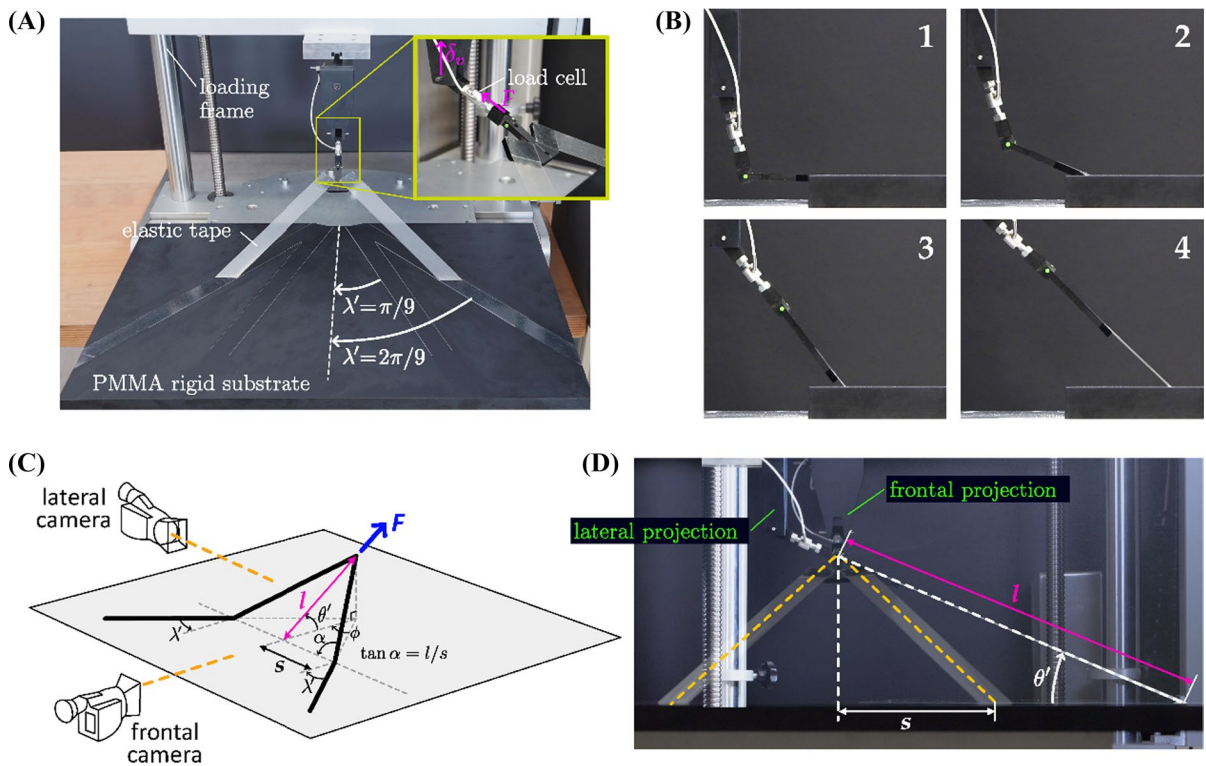 (A)
loading
frame
δᵥ
load cell
F
elastic tape
λ'=π/9
λ'=2π/9
PMMA rigid substrate
(B)
1
2
3
4
(C)
lateral
camera
F
l
θ'
λ'
α
ϕ
tan α = l/s
s
λ'
frontal
camera
(D)
frontal projection
lateral projection
l
θ'
s